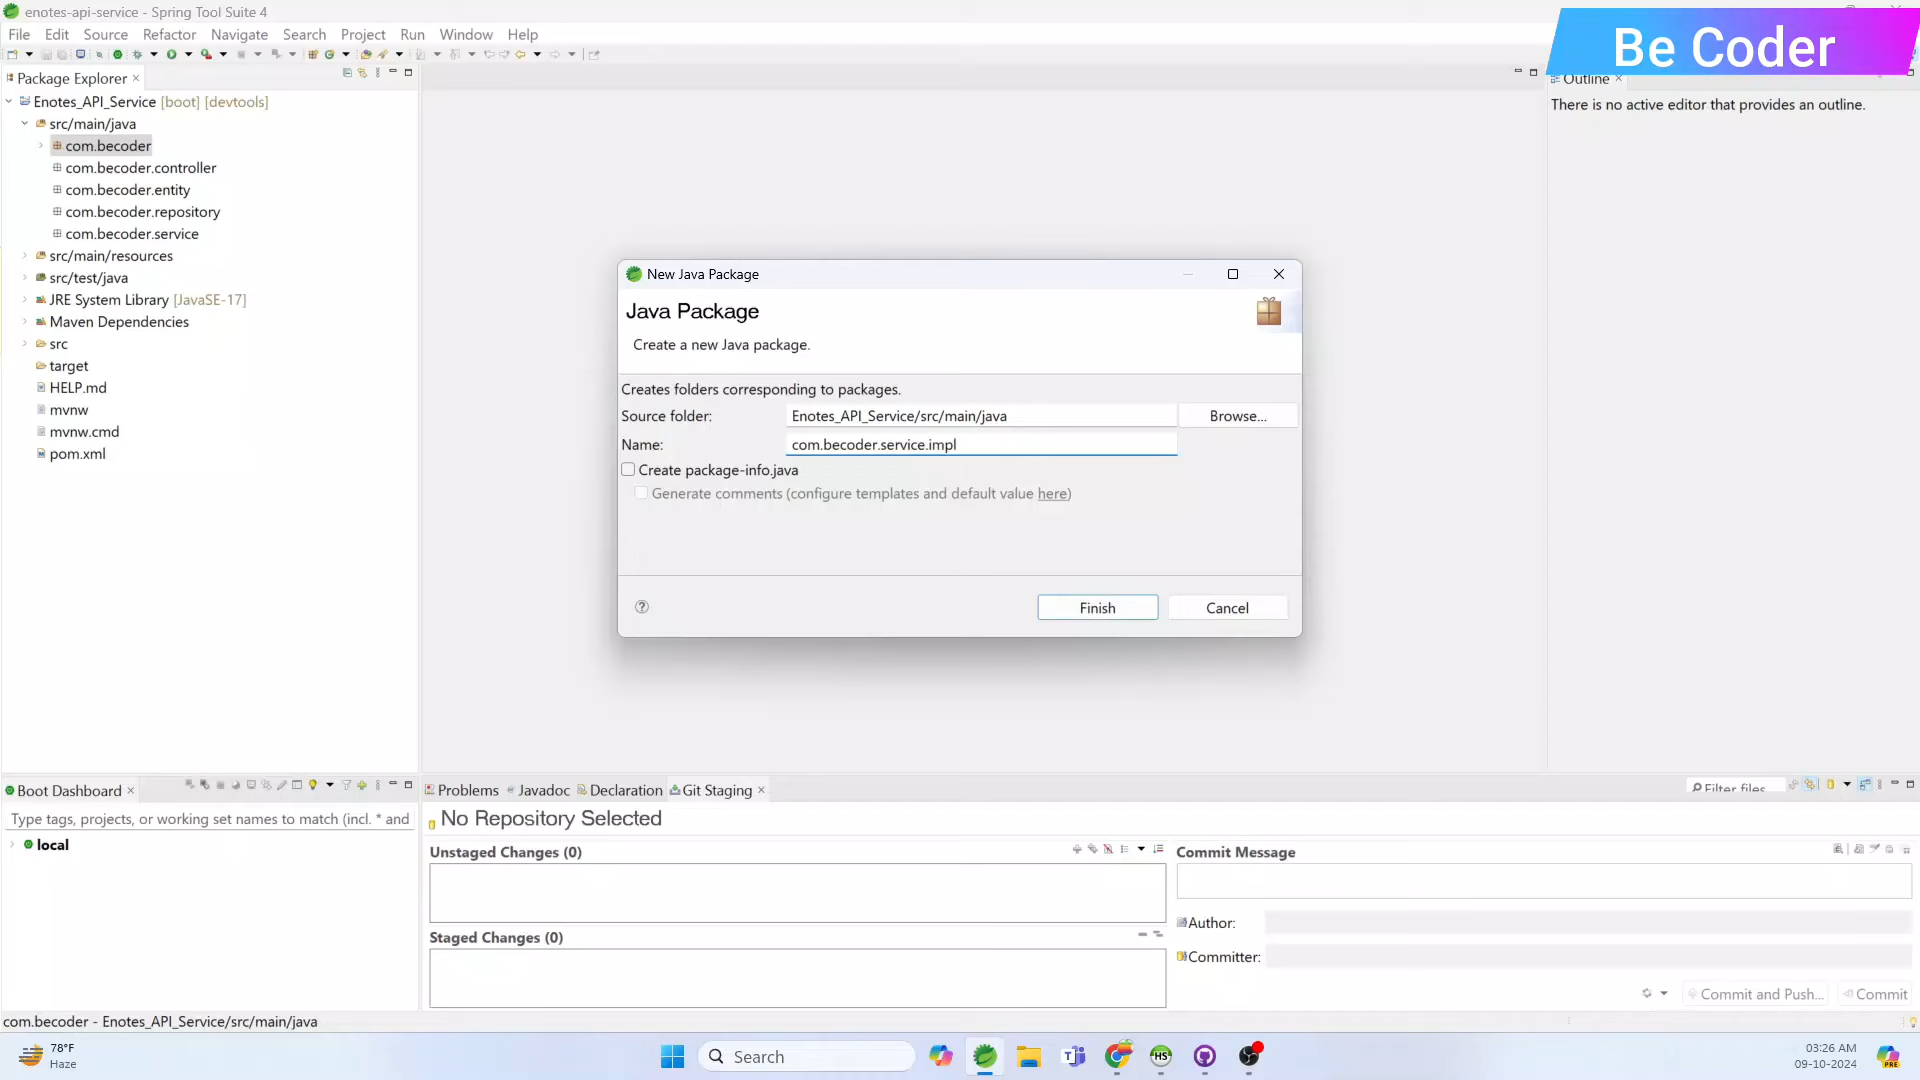 enotes-api-service - Spring Tool Suite 4
Be Coder
File Edit Source Refactor Navigate Search Project Run Window Help
Package Explorer
Outline
Enotes_API_Service [boot] [devtools]
There is no active editor that provides an outline.
src/main/java
com.becoder
com.becoder.controller
com.becoder.entity
com.becoder.repository
com.becoder.service
src/main/resources
src/test/java
JRE System Library [JavaSE-17]
Maven Dependencies
src
target
HELP.md
mvnw
mvnw.cmd
pom.xml
New Java Package
Java Package
Create a new Java package.
Creates folders corresponding to packages.
Source folder: Enotes_API_Service/src/main/java Browse...
Name: com.becoder.service.impl
Create package-info.java
Generate comments (configure templates and default value here)
Finish Cancel
Boot Dashboard
Type tags, projects, or working set names to match (incl. * and
local
Problems Javadoc Declaration Git Staging
Filter files
No Repository Selected
Unstaged Changes (0)
Commit Message
Staged Changes (0)
Author:
Committer:
Commit and Push... Commit
com.becoder - Enotes_API_Service/src/main/java
78°F
Haze
Search
HS
PRE
03:26 AM
09-10-2024